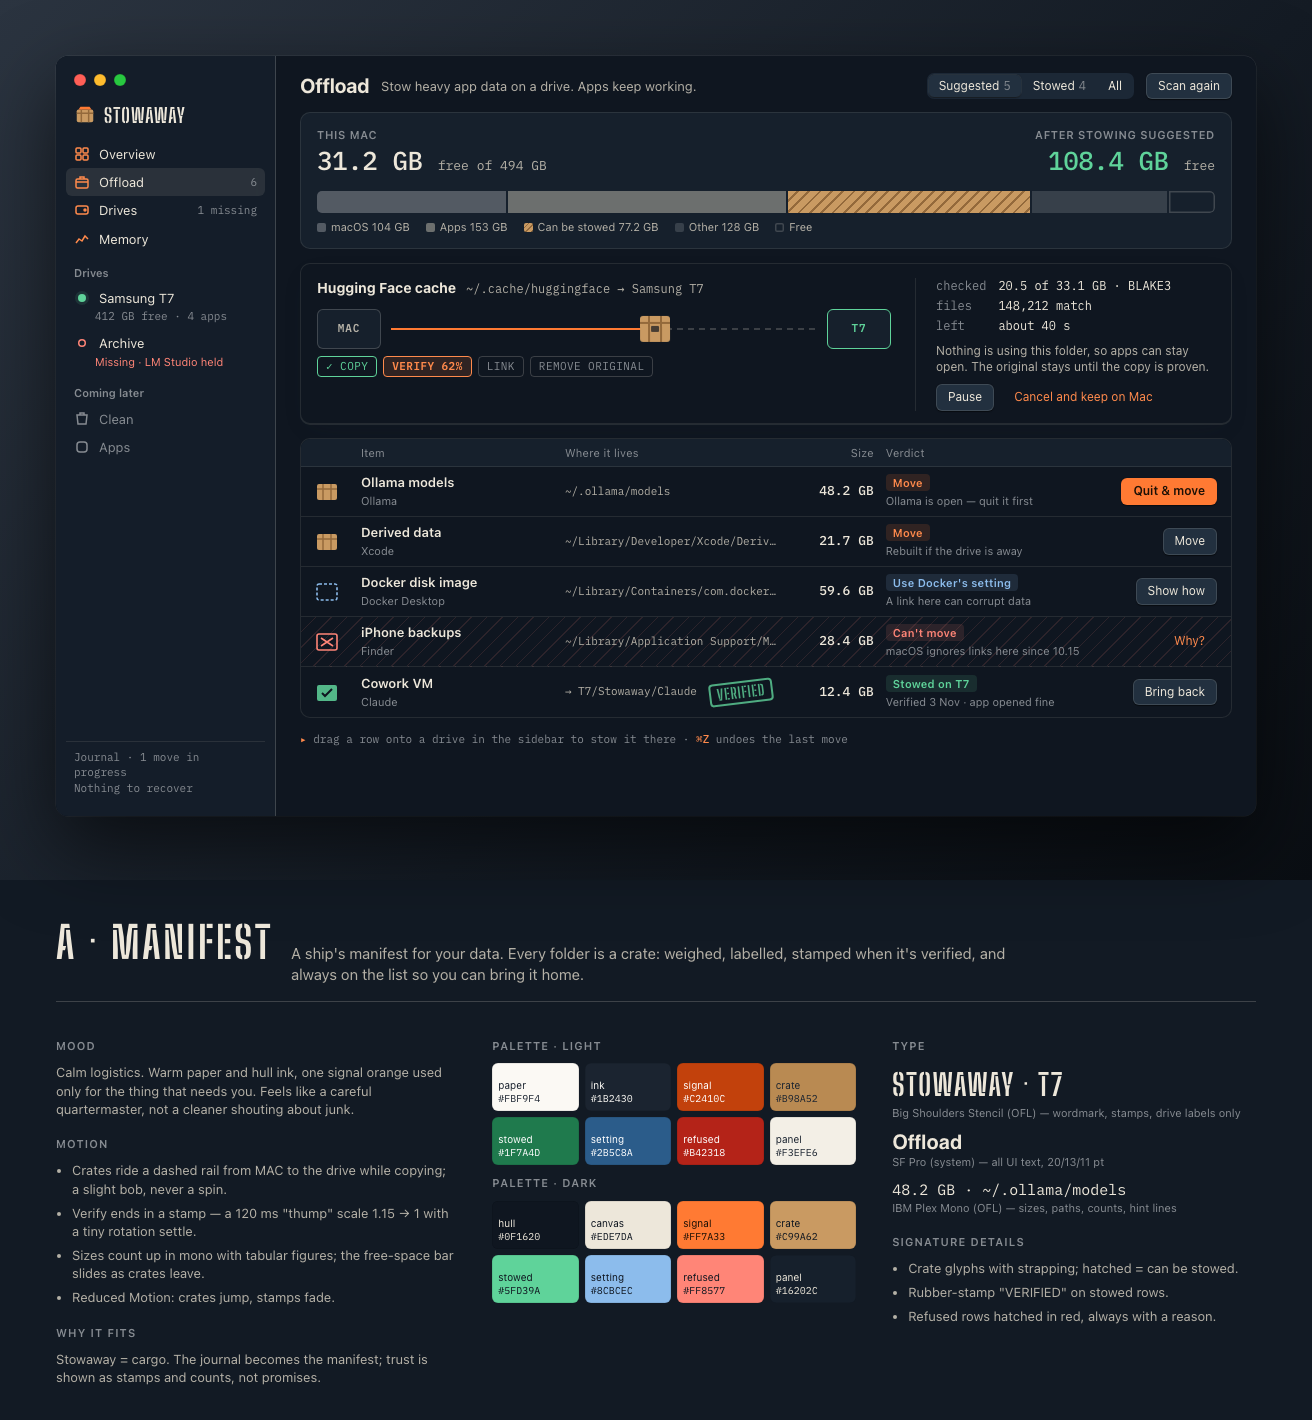 STOWAWAY
Overview
Offload 6
Drives 1 missing
Memory
Drives
Samsung T7
412 GB free · 4 apps
Archive
Missing · LM Studio held
Coming later
Clean
Apps
Journal · 1 move in
progress
Nothing to recover
Offload Stow heavy app data on a drive. Apps keep working.
Suggested 5 Stowed 4 All Scan again
THIS MAC
31.2 GB free of 494 GB
AFTER STOWING SUGGESTED
108.4 GB free
macOS 104 GB Apps 153 GB Can be stowed 77.2 GB Other 128 GB Free
Hugging Face cache ~/.cache/huggingface → Samsung T7
MAC T7
✓ COPY VERIFY 62% LINK REMOVE ORIGINAL
checked 20.5 of 33.1 GB · BLAKE3
files 148,212 match
left about 40 s
Nothing is using this folder, so apps can stay
open. The original stays until the copy is proven.
Pause Cancel and keep on Mac
Item Where it lives Size Verdict
Ollama models
Ollama
~/.ollama/models
48.2 GB
Move
Ollama is open — quit it first
Quit & move
Derived data
Xcode
~/Library/Developer/Xcode/Deriv…
21.7 GB
Move
Rebuilt if the drive is away
Move
Docker disk image
Docker Desktop
~/Library/Containers/com.docker…
59.6 GB
Use Docker's setting
A link here can corrupt data
Show how
iPhone backups
Finder
~/Library/Application Support/M…
28.4 GB
Can't move
macOS ignores links here since 10.15
Why?
Cowork VM
Claude
→ T7/Stowaway/Claude
VERIFIED
12.4 GB
Stowed on T7
Verified 3 Nov · app opened fine
Bring back
▸ drag a row onto a drive in the sidebar to stow it there · ⌘Z undoes the last move
A · MANIFEST
A ship's manifest for your data. Every folder is a crate: weighed, labelled, stamped when it's verified, and
always on the list so you can bring it home.
MOOD
Calm logistics. Warm paper and hull ink, one signal orange used
only for the thing that needs you. Feels like a careful
quartermaster, not a cleaner shouting about junk.
MOTION
• Crates ride a dashed rail from MAC to the drive while copying;
a slight bob, never a spin.
• Verify ends in a stamp — a 120 ms "thump" scale 1.15 → 1 with
a tiny rotation settle.
• Sizes count up in mono with tabular figures; the free-space bar
slides as crates leave.
• Reduced Motion: crates jump, stamps fade.
WHY IT FITS
Stowaway = cargo. The journal becomes the manifest; trust is
shown as stamps and counts, not promises.
PALETTE · LIGHT
paper
#FBF9F4
ink
#1B2430
signal
#C2410C
crate
#B98A52
stowed
#1F7A4D
setting
#2B5C8A
refused
#B42318
panel
#F3EFE6
PALETTE · DARK
hull
#0F1620
canvas
#EDE7DA
signal
#FF7A33
crate
#C99A62
stowed
#5FD39A
setting
#8CBCEC
refused
#FF8577
panel
#16202C
TYPE
STOWAWAY · T7
Big Shoulders Stencil (OFL) — wordmark, stamps, drive labels only
Offload
SF Pro (system) — all UI text, 20/13/11 pt
48.2 GB · ~/.ollama/models
IBM Plex Mono (OFL) — sizes, paths, counts, hint lines
SIGNATURE DETAILS
• Crate glyphs with strapping; hatched = can be stowed.
• Rubber-stamp "VERIFIED" on stowed rows.
• Refused rows hatched in red, always with a reason.